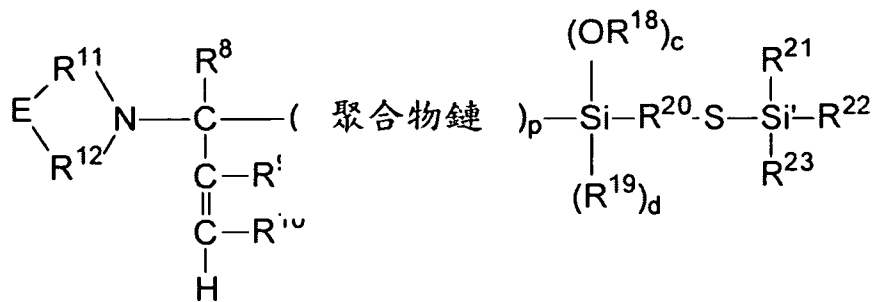 (OR¹⁸)c
R¹¹ R⁸ R²¹
E N—C—( 聚合物鏈 )p—Si—R²⁰-S—Si'—R²²
R¹² C—R R²³
(R¹⁹)d
C—R
H